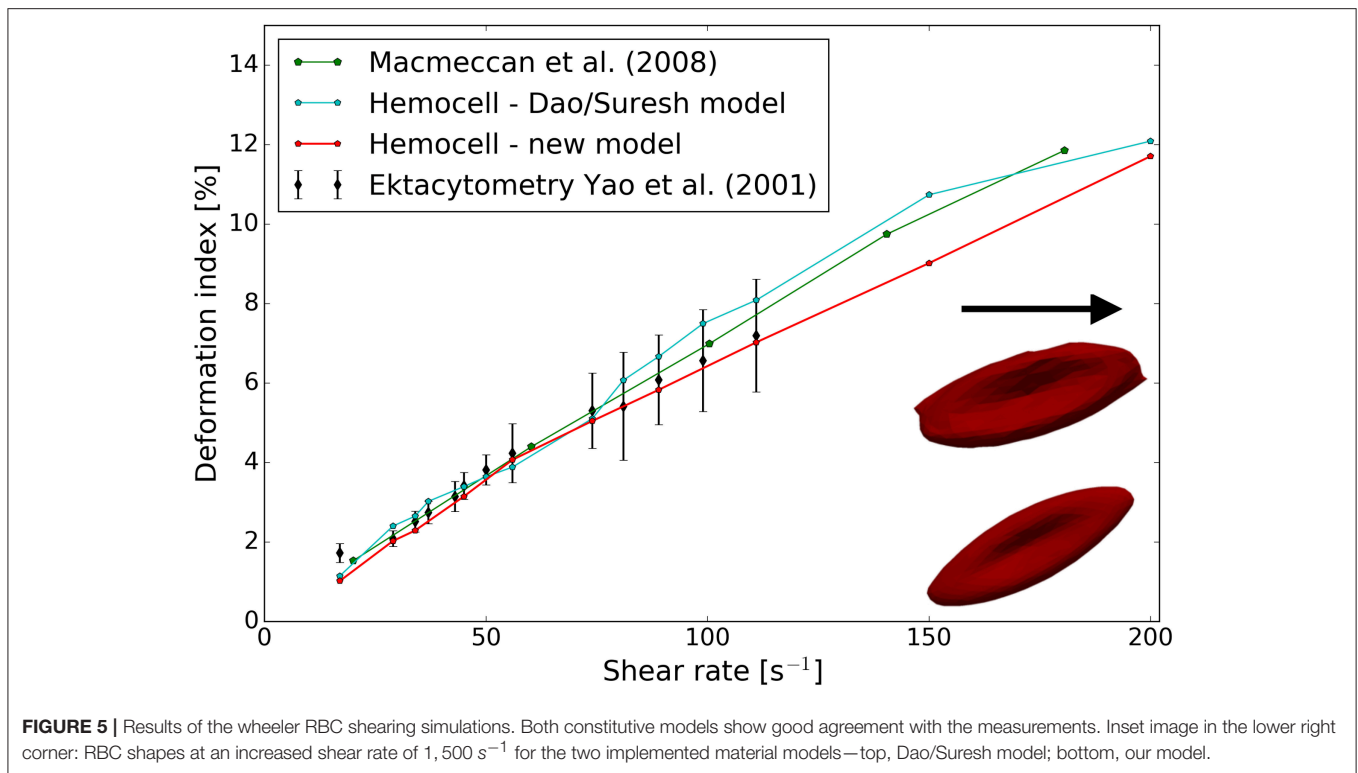 14
12
10
8
6
4
2
0
Deformation index [%]
Macmeccan et al. (2008)
Hemocell - Dao/Suresh model
Hemocell - new model
Ektacytometry Yao et al. (2001)
0 50 100 150 200
Shear rate [s⁻¹]
FIGURE 5 | Results of the wheeler RBC shearing simulations. Both constitutive models show good agreement with the measurements. Inset image in the lower right
corner: RBC shapes at an increased shear rate of 1, 500 s⁻¹ for the two implemented material models—top, Dao/Suresh model; bottom, our model.